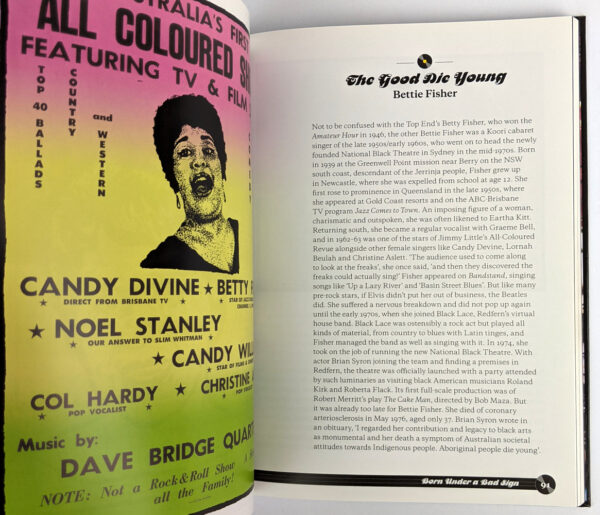 STRALIA'S FIRST
ALL COLOURED SH
FEATURING TV & FILM
TOP 40 BALLADS
COUNTRY
and
WESTERN
CANDY DIVINE ★ BETTY F
DIRECT FROM BRISBANE TV
★ NOEL STANLEY
OUR ANSWER TO SLIM WHITMAN
★ CANDY WIL
STAR OF FILM &
COL HARDY ★ CHRISTINE
POP VOCALIST
Music by:
DAVE BRIDGE QUART
NOTE: Not a Rock & Roll Show
all the Family!
The Good Die Young
Bettie Fisher
Not to be confused with the Top End's Betty Fisher, who won the
Amateur Hour in 1946, the other Bettie Fisher was a Koori cabaret
singer of the late 1950s/early 1960s, who went on to head the newly
founded National Black Theatre in Sydney in the mid-1970s. Born
in 1939 at the Greenwell Point mission near Berry on the NSW
south coast, descendant of the Jerrinja people, Fisher grew up
in Newcastle, where she was expelled from school at age 12. She
first rose to prominence in Queensland in the late 1950s, where
she appeared at Gold Coast resorts and on the ABC-Brisbane
TV program Jazz Comes to Town. An imposing figure of a woman,
charismatic and outspoken, she was often likened to Eartha Kitt.
Returning south, she became a regular vocalist with Graeme Bell,
and in 1962-63 was one of the stars of Jimmy Little's All-Coloured
Revue alongside other female singers like Candy Devine, Lornah
Beulah and Christine Aslett. 'The audience used to come along
to look at the freaks', she once said, 'and then they discovered the
freaks could actually sing!' Fisher appeared on Bandstand, singing
songs like 'Up a Lazy River' and 'Basin Street Blues'. But like many
pre rock stars, if Elvis didn't put her out of business, the Beatles
did. She suffered a nervous breakdown and did not pop up again
until the early 1970s, when she joined Black Lace, Redfern's virtual
house band. Black Lace was ostensibly a rock act but played all
kinds of material, from country to blues with Latin tinges, and
Fisher managed the band as well as singing with it. In 1974, she
took on the job of running the new National Black Theatre. With
actor Brian Syron joining the team and finding a premises in
Redfern, the theatre was officially launched with a party attended
by such luminaries as visiting black American musicians Roland
Kirk and Roberta Flack. Its first full-scale production was of
Robert Merritt's play The Cake Man, directed by Bob Maza. But
it was already too late for Bettie Fisher. She died of coronary
arteriosclerosis in May 1976, aged only 37. Brian Syron wrote in
an obituary, 'I regarded her contribution and legacy to black arts
as monumental and her death a symptom of Australian societal
attitudes towards Indigenous people. Aboriginal people die young'.
Born Under a Bad Sign
91